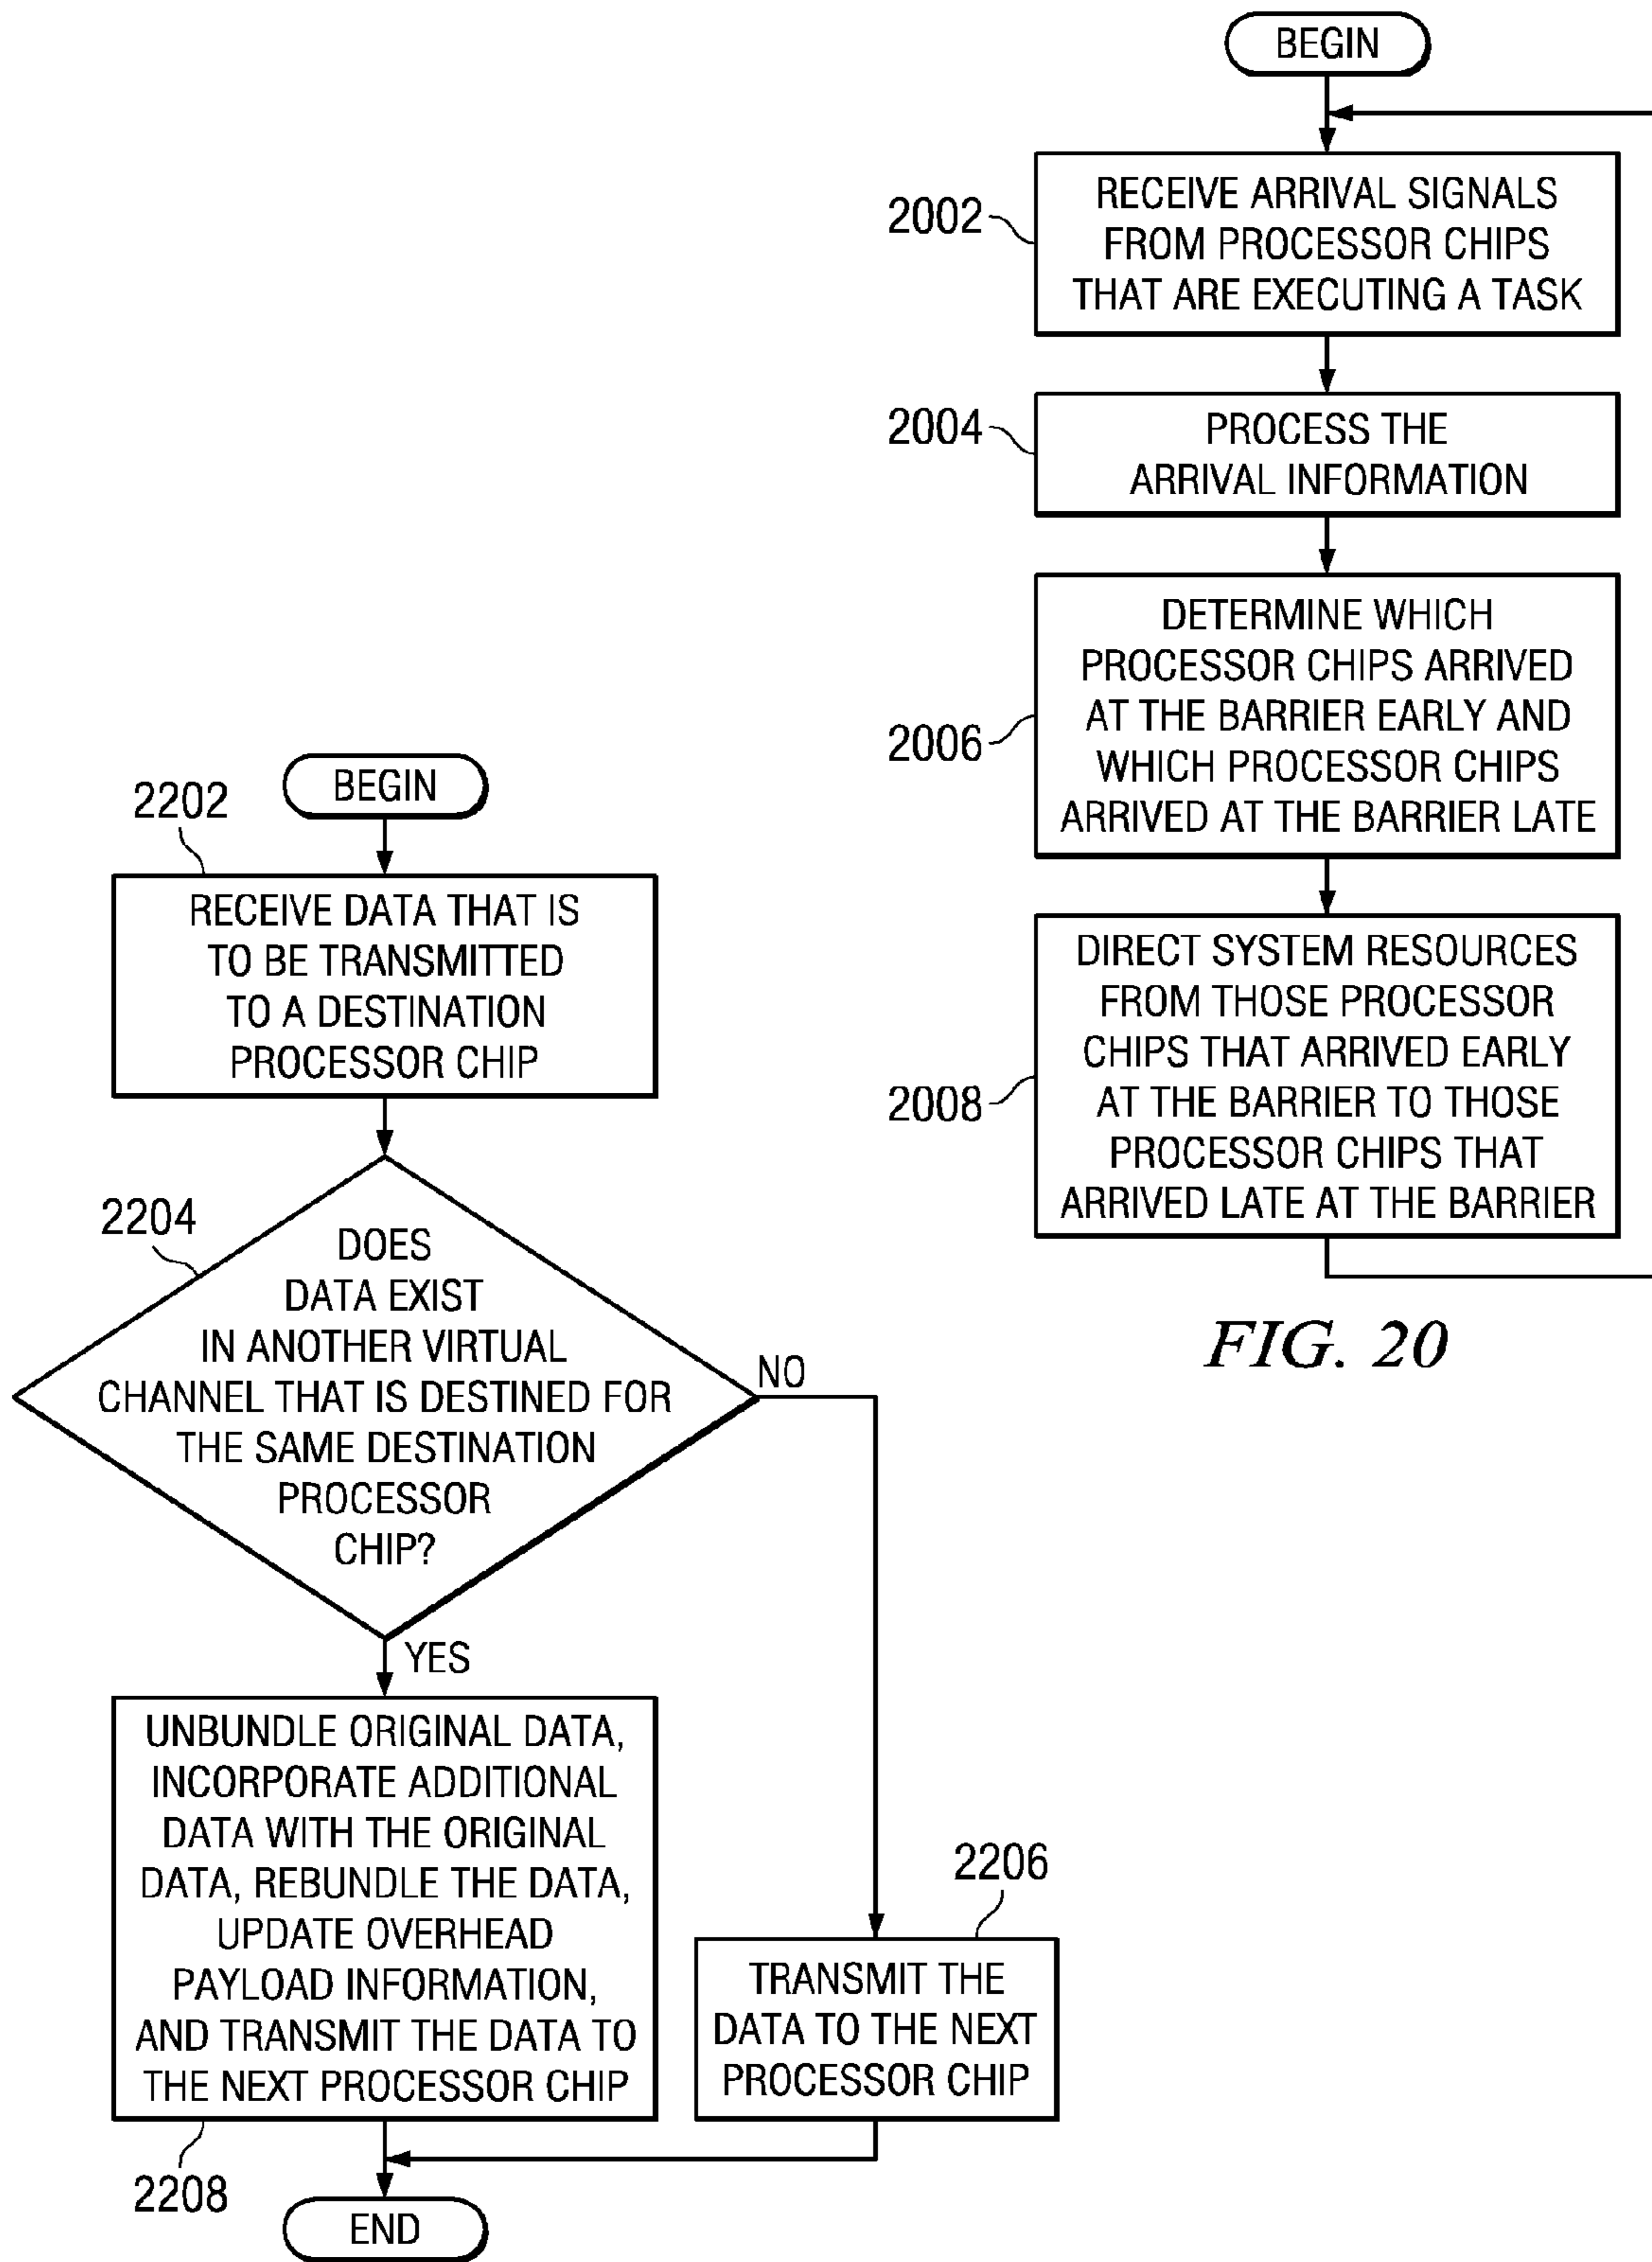 BEGIN
2002
RECEIVE ARRIVAL SIGNALS
FROM PROCESSOR CHIPS
THAT ARE EXECUTING A TASK
2004
PROCESS THE
ARRIVAL INFORMATION
2006
DETERMINE WHICH
PROCESSOR CHIPS ARRIVED
AT THE BARRIER EARLY AND
WHICH PROCESSOR CHIPS
ARRIVED AT THE BARRIER LATE
2008
DIRECT SYSTEM RESOURCES
FROM THOSE PROCESSOR
CHIPS THAT ARRIVED EARLY
AT THE BARRIER TO THOSE
PROCESSOR CHIPS THAT
ARRIVED LATE AT THE BARRIER
FIG. 20
BEGIN
2202
RECEIVE DATA THAT IS
TO BE TRANSMITTED
TO A DESTINATION
PROCESSOR CHIP
2204
DOES
DATA EXIST
IN ANOTHER VIRTUAL
CHANNEL THAT IS DESTINED FOR
THE SAME DESTINATION
PROCESSOR
CHIP?
NO
YES
UNBUNDLE ORIGINAL DATA,
INCORPORATE ADDITIONAL
DATA WITH THE ORIGINAL
DATA, REBUNDLE THE DATA,
UPDATE OVERHEAD
PAYLOAD INFORMATION,
AND TRANSMIT THE DATA TO
THE NEXT PROCESSOR CHIP
2208
2206
TRANSMIT THE
DATA TO THE NEXT
PROCESSOR CHIP
END